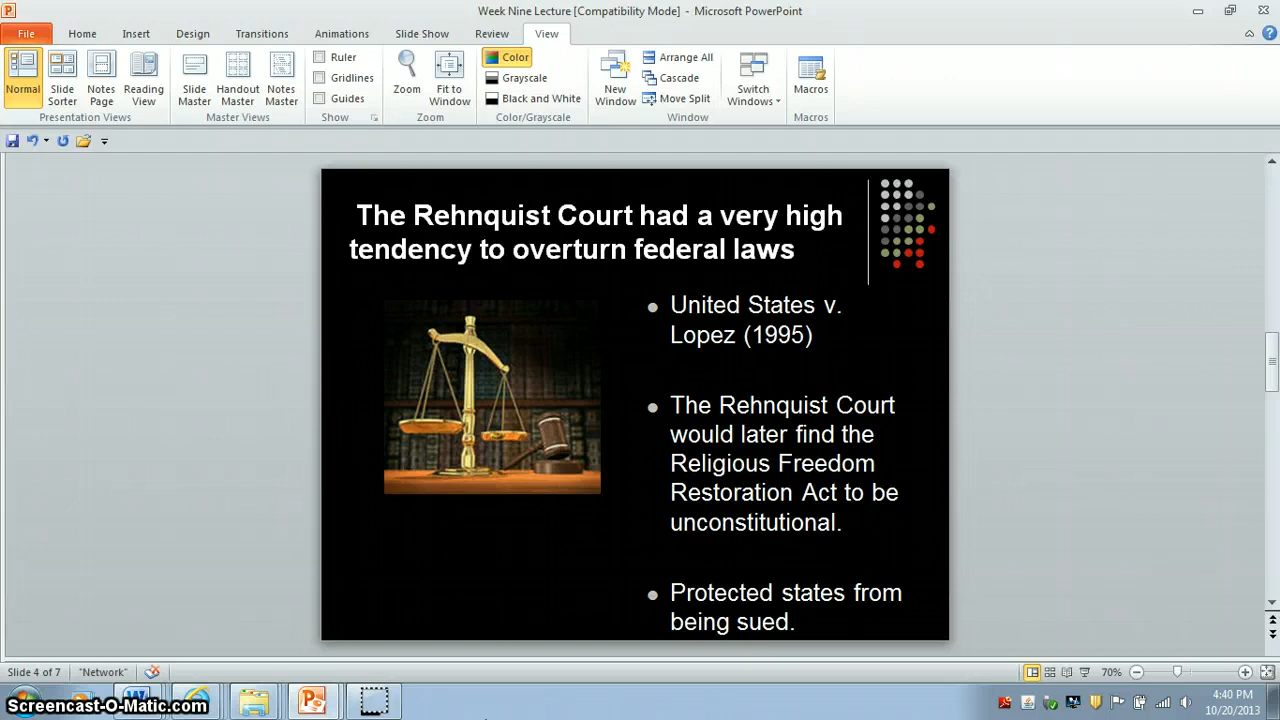 Week Nine Lecture [Compatibility Mode] - Microsoft PowerPoint
File Home Insert Design Transitions Animations Slide Show Review View
Normal
Slide Sorter
Notes Page
Reading View
Presentation Views
Slide Master
Handout Master
Notes Master
Master Views
Ruler
Gridlines
Guides
Show
Zoom
Fit to Window
Zoom
Color
Grayscale
Black and White
Color/Grayscale
New Window
Arrange All
Cascade
Move Split
Switch Windows
Window
Macros
Macros
The Rehnquist Court had a very high
tendency to overturn federal laws
United States v.
Lopez (1995)
The Rehnquist Court
would later find the
Religious Freedom
Restoration Act to be
unconstitutional.
Protected states from
being sued.
Slide 4 of 7 "Network" 70%
Screencast-O-Matic.com
4:40 PM
10/20/2013